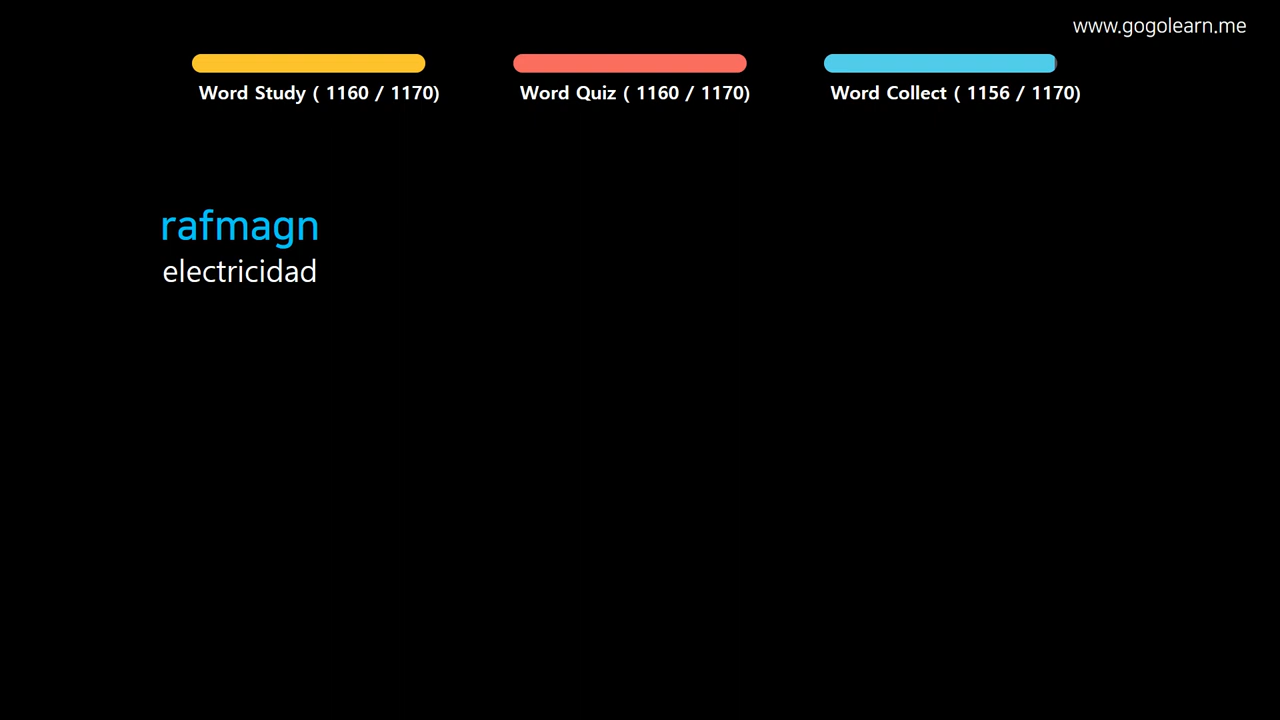 www.gogolearn.me
Word Study ( 1160 / 1170)
Word Quiz ( 1160 / 1170)
Word Collect ( 1156 / 1170)
rafmagn
electricidad